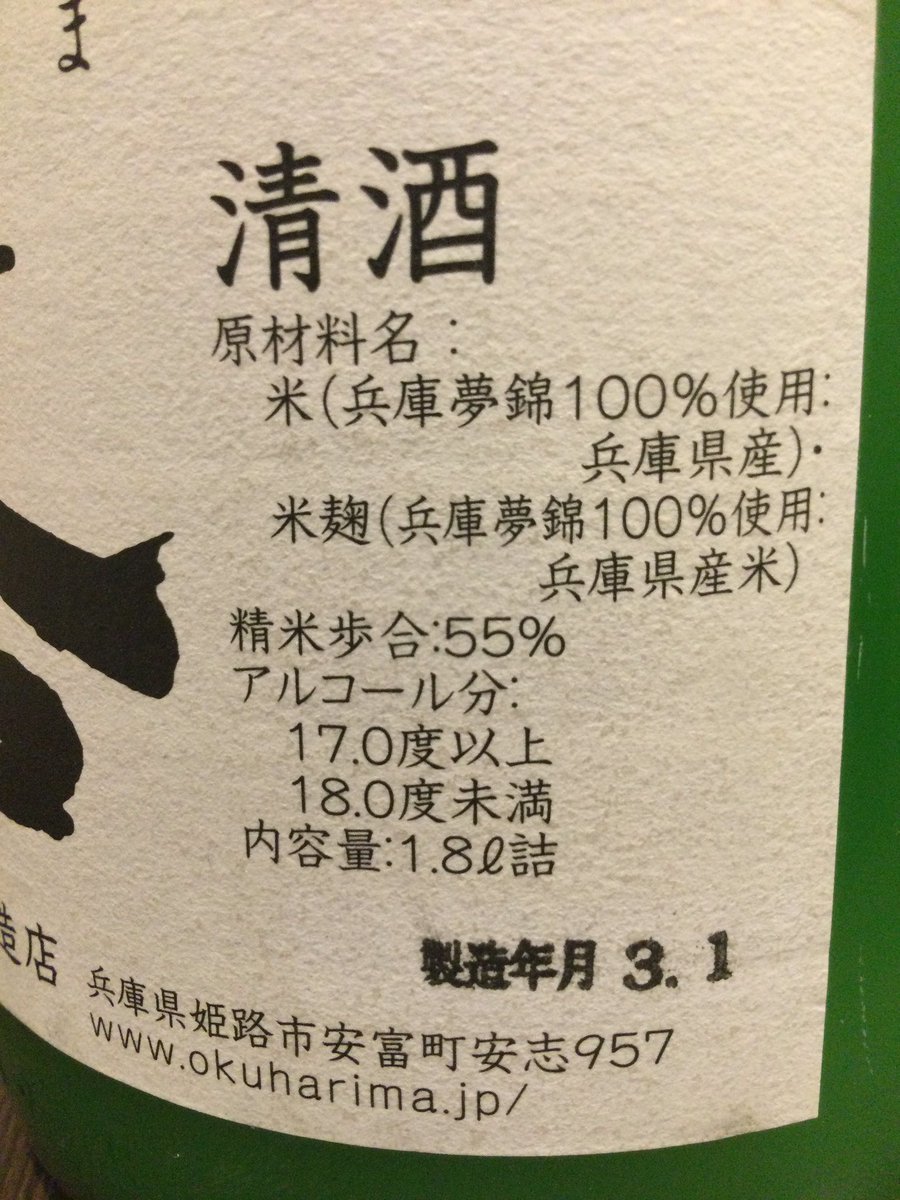 ま
清酒
原材料名：
米(兵庫夢錦100%使用:
兵庫県産)・
米麹(兵庫夢錦100%使用:
兵庫県産米)
精米歩合:55%
アルコール分:
17.0度以上
18.0度未満
内容量:1.8ℓ詰
製造年月 3. 1
造店
兵庫県姫路市安富町安志957
www.okuharima.jp/